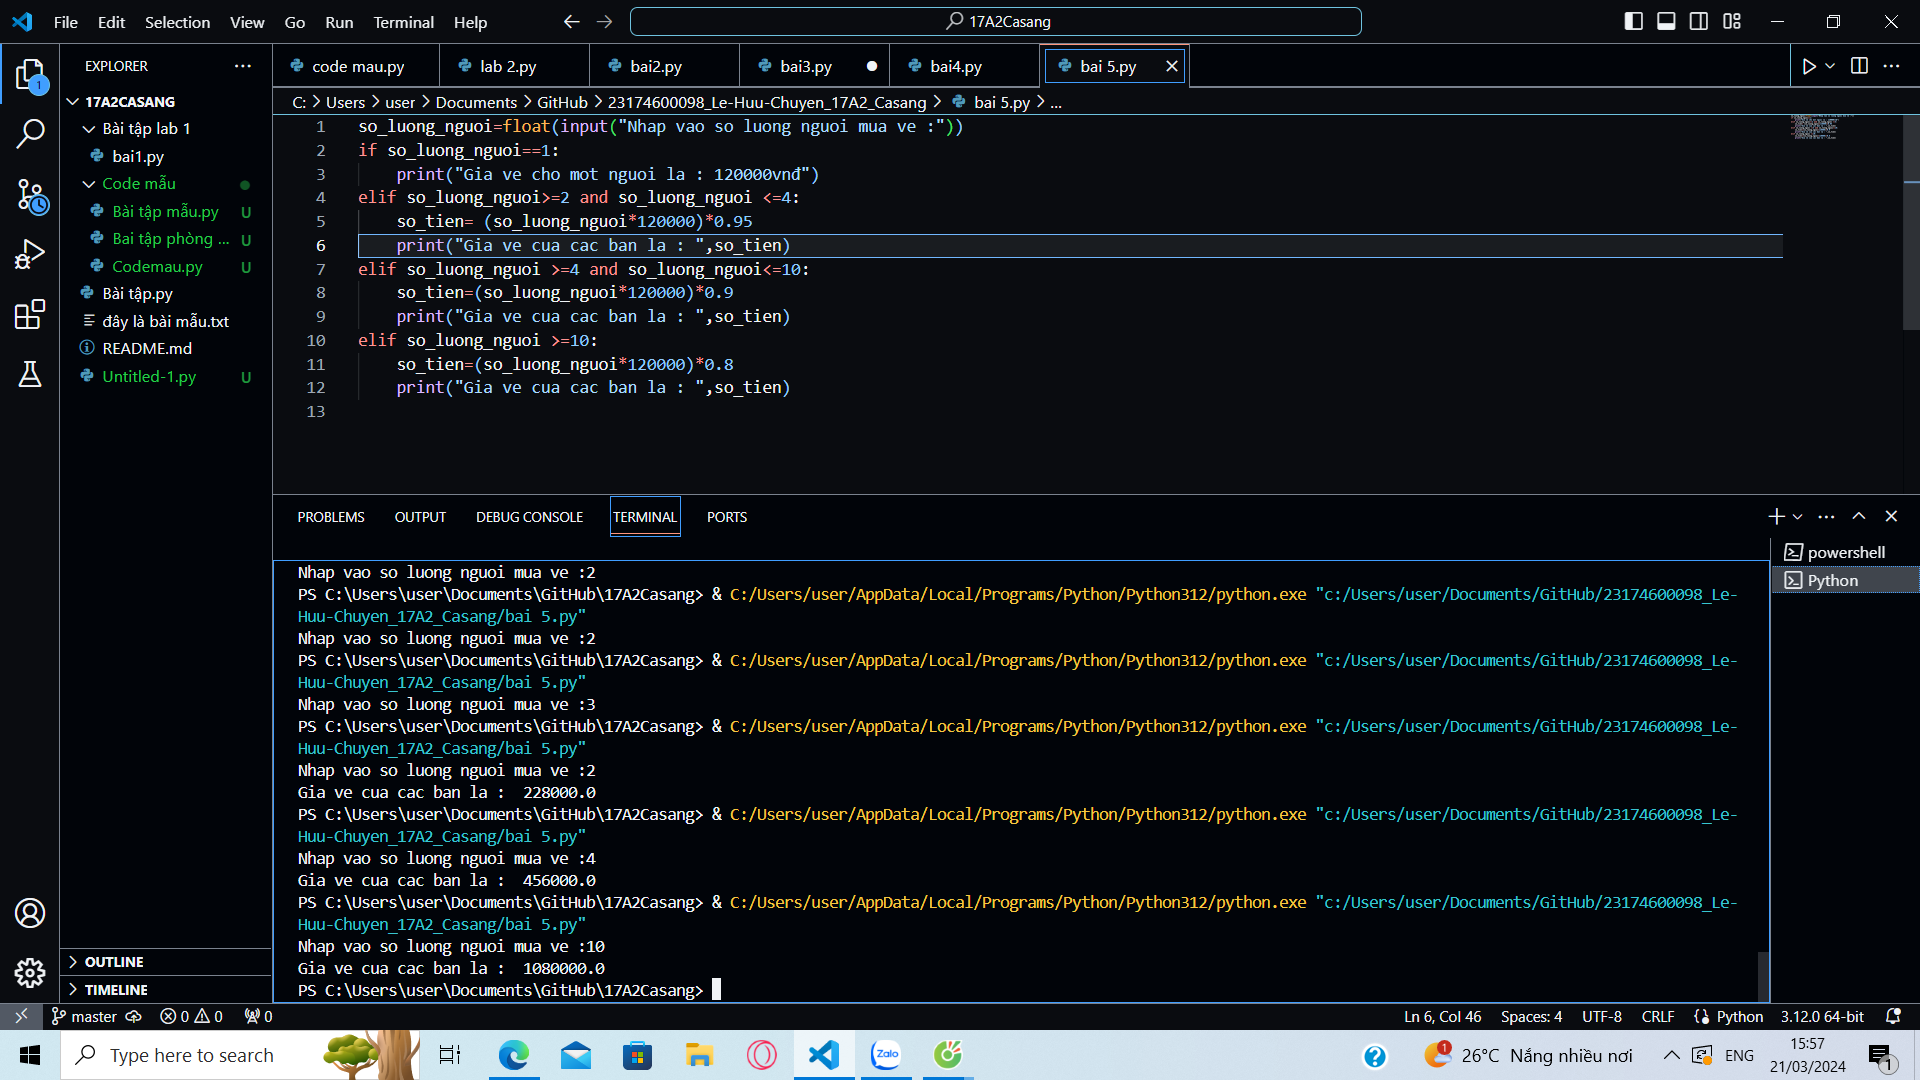 File Edit Selection View Go Run Terminal Help
17A2Casang
EXPLORER
code mau.py
lab 2.py
bai2.py
bai3.py
bai4.py
bai 5.py
C: > Users > user > Documents > GitHub > 23174600098_Le-Huu-Chuyen_17A2_Casang > bai 5.py > ...
17A2CASANG
Bài tập lab 1
bai1.py
Code mẫu
Bài tập mẫu.py U
Bai tập phòng ... U
Codemau.py U
Bài tập.py
đây là bài mẫu.txt
README.md
Untitled-1.py U
OUTLINE
TIMELINE
1 so_luong_nguoi=float(input("Nhap vao so luong nguoi mua ve :"))
2 if so_luong_nguoi==1:
3     print("Gia ve cho mot nguoi la : 120000vnđ")
4 elif so_luong_nguoi>=2 and so_luong_nguoi <=4:
5     so_tien= (so_luong_nguoi*120000)*0.95
6     print("Gia ve cua cac ban la : ",so_tien)
7 elif so_luong_nguoi >=4 and so_luong_nguoi<=10:
8     so_tien=(so_luong_nguoi*120000)*0.9
9     print("Gia ve cua cac ban la : ",so_tien)
10 elif so_luong_nguoi >=10:
11     so_tien=(so_luong_nguoi*120000)*0.8
12     print("Gia ve cua cac ban la : ",so_tien)
13
PROBLEMS OUTPUT DEBUG CONSOLE TERMINAL PORTS
powershell
Python
Nhap vao so luong nguoi mua ve :2
PS C:\Users\user\Documents\GitHub\17A2Casang> & C:/Users/user/AppData/Local/Programs/Python/Python312/python.exe "c:/Users/user/Documents/GitHub/23174600098_Le-
Huu-Chuyen_17A2_Casang/bai 5.py"
Nhap vao so luong nguoi mua ve :2
PS C:\Users\user\Documents\GitHub\17A2Casang> & C:/Users/user/AppData/Local/Programs/Python/Python312/python.exe "c:/Users/user/Documents/GitHub/23174600098_Le-
Huu-Chuyen_17A2_Casang/bai 5.py"
Nhap vao so luong nguoi mua ve :3
PS C:\Users\user\Documents\GitHub\17A2Casang> & C:/Users/user/AppData/Local/Programs/Python/Python312/python.exe "c:/Users/user/Documents/GitHub/23174600098_Le-
Huu-Chuyen_17A2_Casang/bai 5.py"
Nhap vao so luong nguoi mua ve :2
Gia ve cua cac ban la :  228000.0
PS C:\Users\user\Documents\GitHub\17A2Casang> & C:/Users/user/AppData/Local/Programs/Python/Python312/python.exe "c:/Users/user/Documents/GitHub/23174600098_Le-
Huu-Chuyen_17A2_Casang/bai 5.py"
Nhap vao so luong nguoi mua ve :4
Gia ve cua cac ban la :  456000.0
PS C:\Users\user\Documents\GitHub\17A2Casang> & C:/Users/user/AppData/Local/Programs/Python/Python312/python.exe "c:/Users/user/Documents/GitHub/23174600098_Le-
Huu-Chuyen_17A2_Casang/bai 5.py"
Nhap vao so luong nguoi mua ve :10
Gia ve cua cac ban la :  1080000.0
PS C:\Users\user\Documents\GitHub\17A2Casang>
master 0 0 0 Ln 6, Col 46 Spaces: 4 UTF-8 CRLF Python 3.12.0 64-bit
Type here to search
Zalo
1
26°C Nắng nhiều nơi
ENG
15:57
21/03/2024
1